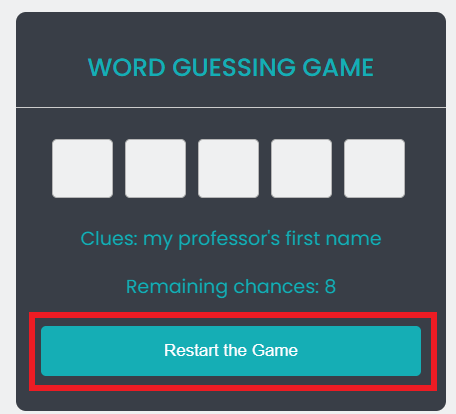 WORD GUESSING GAME
Clues: my professor's first name
Remaining chances: 8
Restart the Game